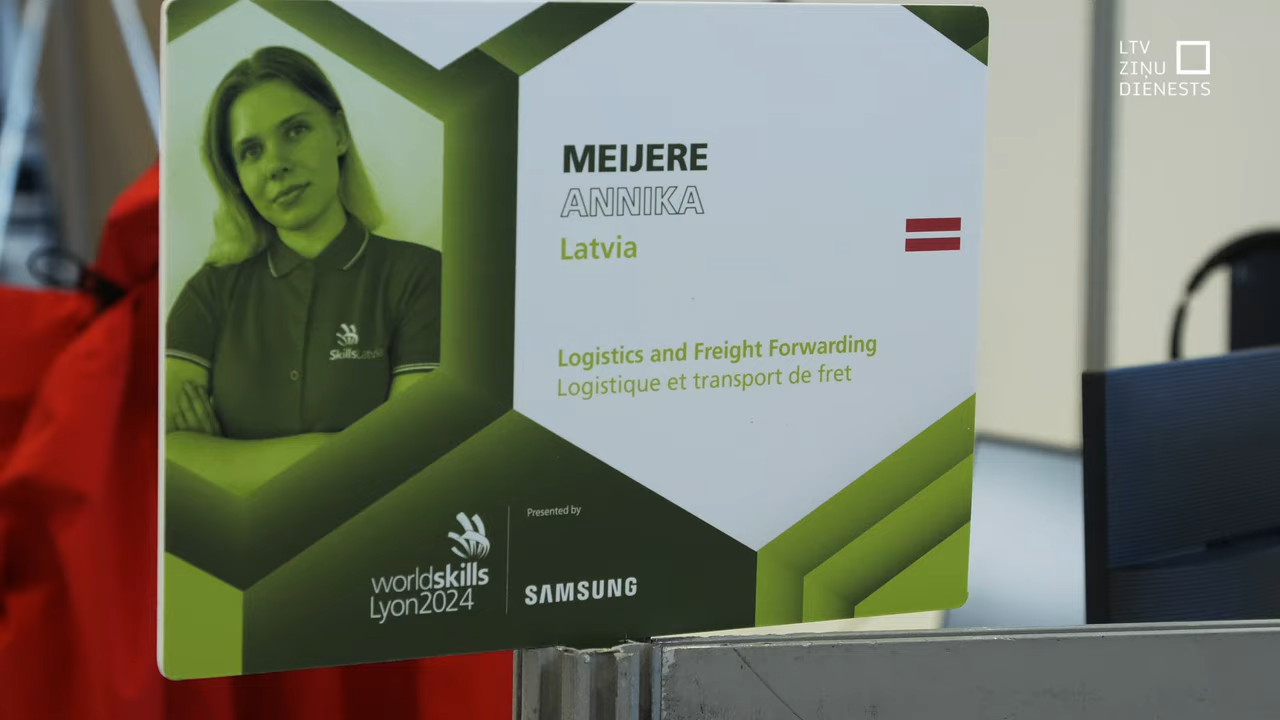 LTV
ZIŅU
DIENESTS
MEIJERE
ANNIKA
Latvia
Logistics and Freight Forwarding
Logistique et transport de fret
SkillsLatvia
Presented by
worldskills
Lyon2024
SAMSUNG